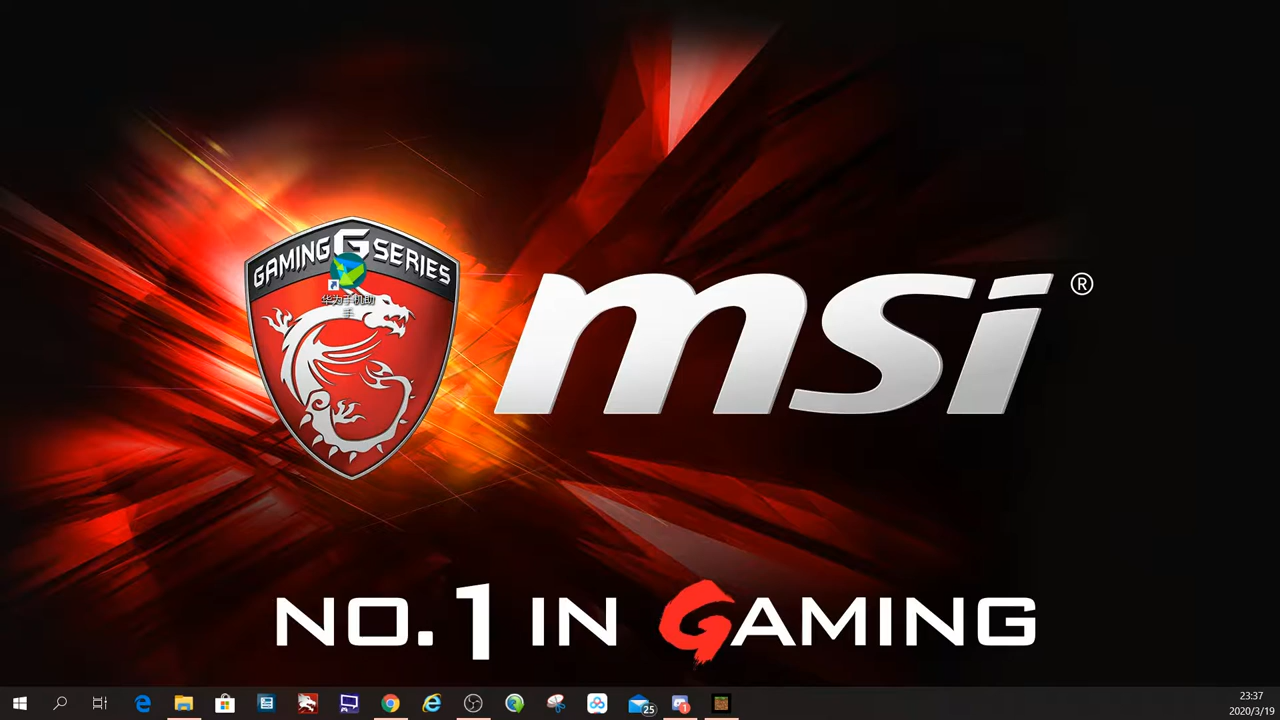 GAMING G SERIES
华为手机助
手
msi®
NO.1 IN GAMING
25
1
23:37
2020/3/19